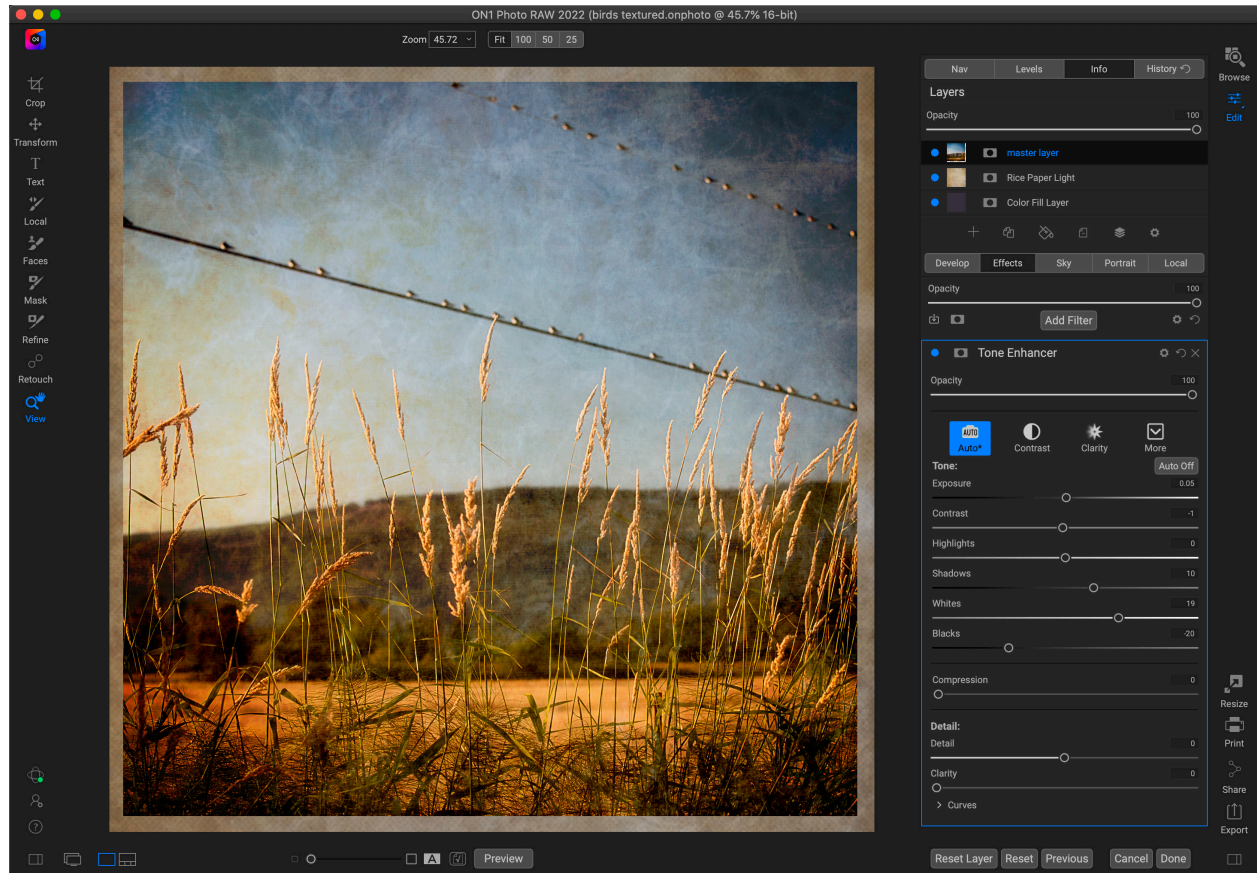 ON1 Photo RAW 2022 (birds textured.onphoto @ 45.7% 16-bit)
ON
Zoom 45.72 Fit 100 50 25
Crop
Transform
T
Text
Local
Faces
Mask
Refine
Retouch
View
Nav Levels Info History
Layers
Opacity 100
master layer
Rice Paper Light
Color Fill Layer
Develop Effects Sky Portrait Local
Opacity 100
Add Filter
Tone Enhancer
Opacity 100
AUTO
Auto* Contrast Clarity More
Tone: Auto Off
Exposure 0.05
Contrast -1
Highlights 0
Shadows 10
Whites 19
Blacks -20
Compression 0
Detail:
Detail 0
Clarity 0
> Curves
Browse
Edit
Resize
Print
Share
Export
?
A Preview
Reset Layer Reset Previous Cancel Done